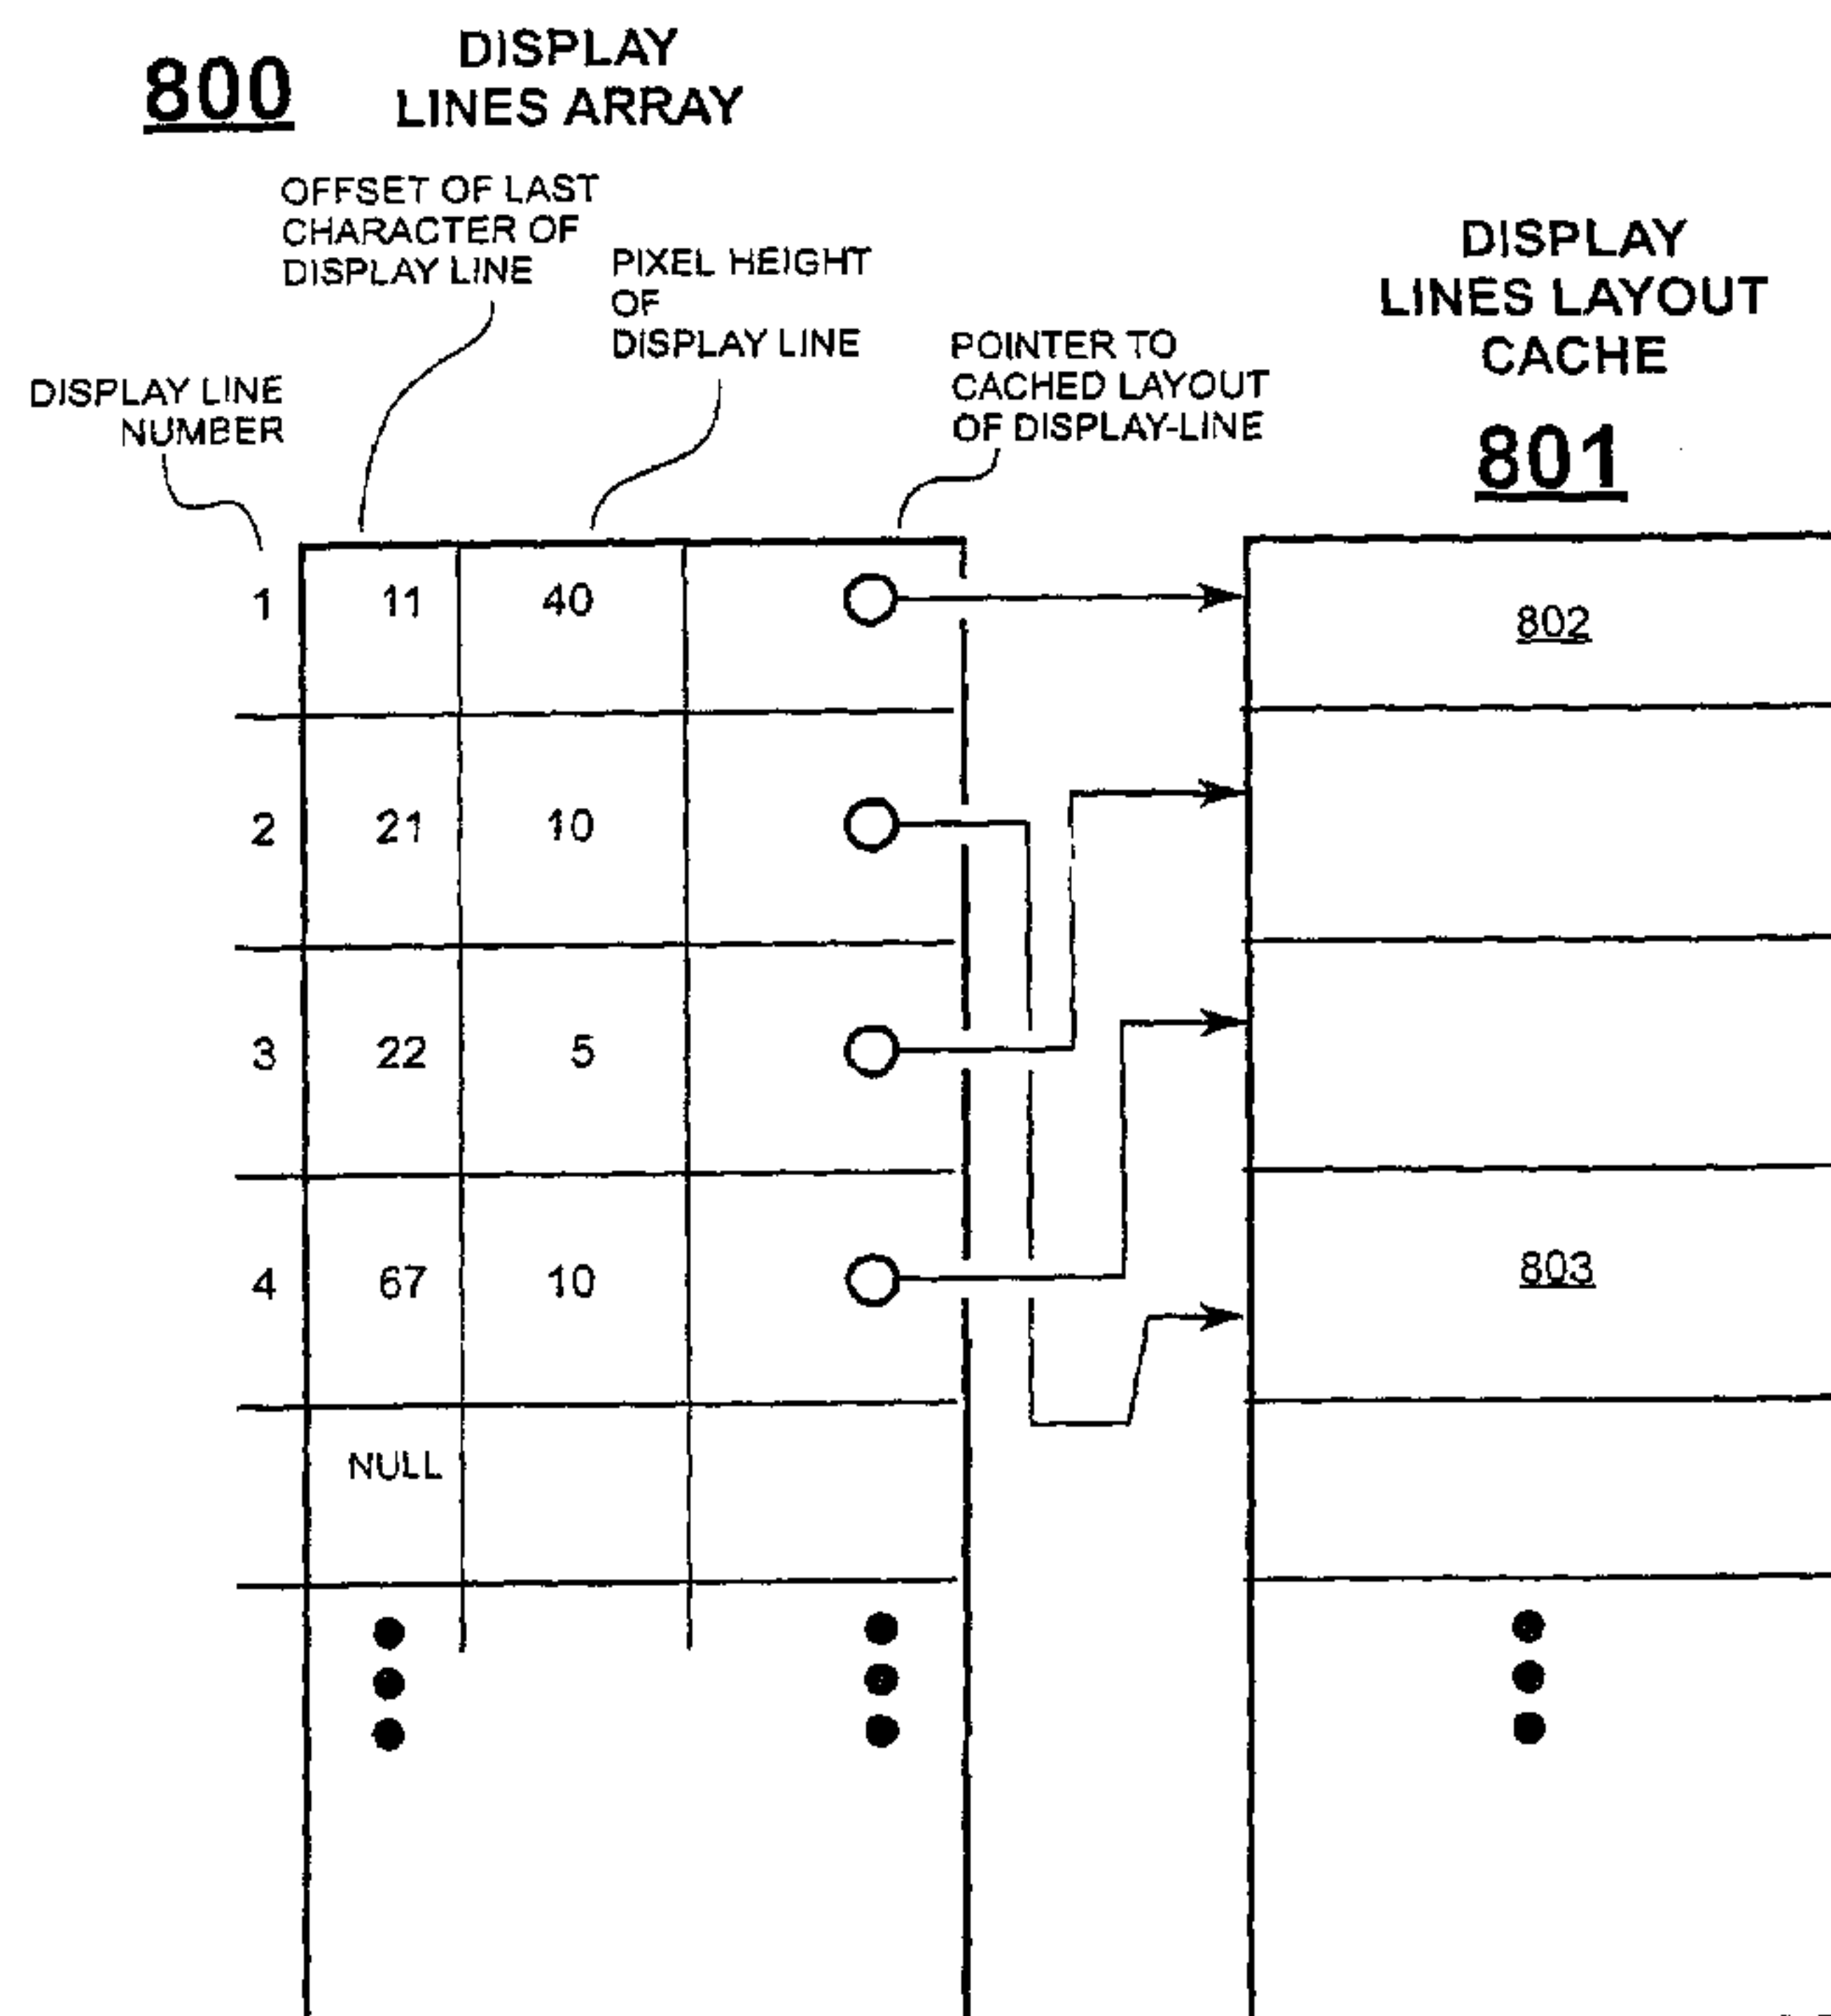 800
DISPLAY
LINES ARRAY
OFFSET OF LAST
CHARACTER OF
DISPLAY LINE
PIXEL HEIGHT
OF
DISPLAY LINE
POINTER TO
CACHED LAYOUT
OF DISPLAY-LINE
DISPLAY LINE
NUMBER
DISPLAY
LINES LAYOUT
CACHE
801
1 11 40
802
2 21 10
3 22 5
4 67 10
803
NULL